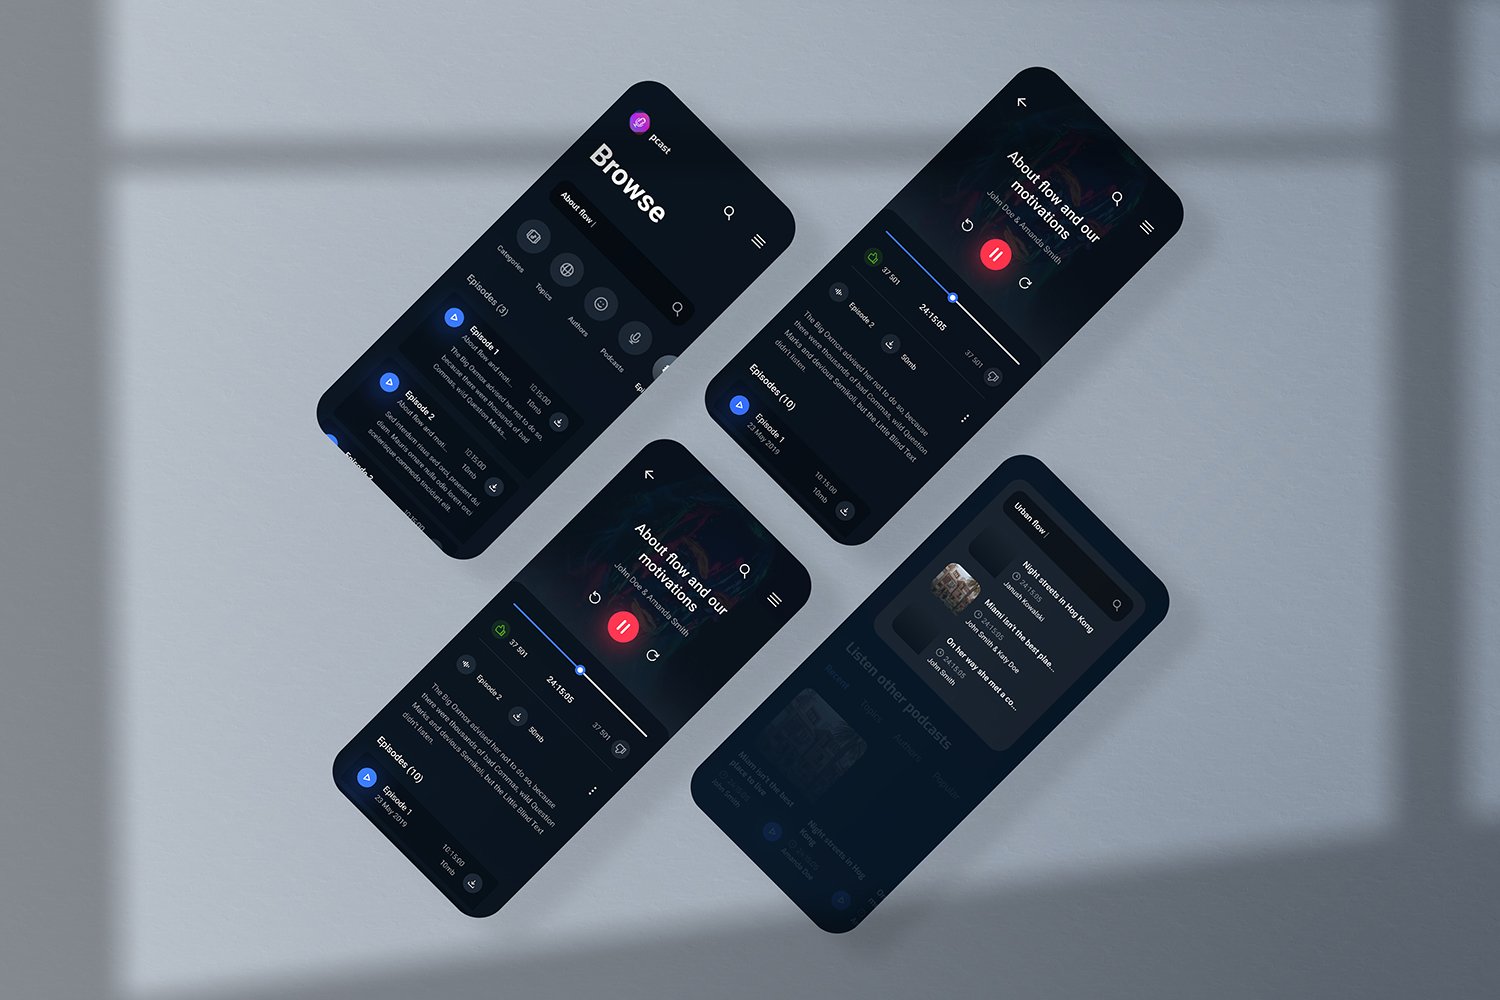 pcast
Browse
About flow
Categories
Topics
Authors
Podcasts
Episodes (3)
Episode 1
About flow and moti...
The Big Oxmox advised her not to do so,
because there were thousands of bad
Commas, wild Question Marks...
10:15:00
10mb
Episode 2
About flow and moti...
Sed interdum risus sed orci praesent dui
diam. Mauris ornare nulla odio lorem orci
scelerisque commodo tincidunt elit.
10:15:00
10mb
About flow and our
motivations
John Doe & Amanda Smith
37 501
24:15:05
37 501
Episode 2
50mb
The Big Oxmox advised her not to do so, because
there were thousands of bad Commas, wild Question
Marks and devious Semikoli, but the Little Blind Text
didn't listen.
Episodes (10)
Episode 1
23 May 2019
10:15:00
10mb
About flow and our
motivations
John Doe & Amanda Smith
37 501
24:15:05
37 501
Episode 2
50mb
The Big Oxmox advised her not to do so, because
there were thousands of bad Commas, wild Question
Marks and devious Semikoli, but the Little Blind Text
didn't listen.
Episodes (10)
Episode 1
23 May 2019
10:15:00
10mb
Urban flow
Night streets in Hog Kong
24:15:05
Janush Kowalski
Miami isn't the best plae...
24:15:05
John Smith & Katy Doe
On her way she met a co...
24:15:05
John Smith
Listen other podcasts
Recent
Topics
Authors
Popular
Miami isn't the best
place to live
24:15:05
John Smith
Night streets in Hog
Kong
24:15:05
Amanda Doe